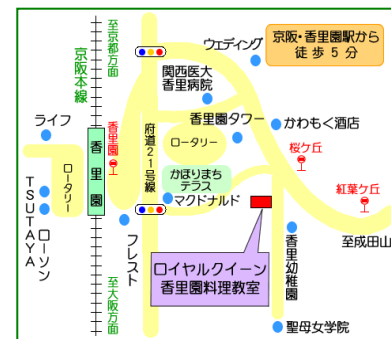 至京都方面
京阪本線
ウェディング
京阪・香里園駅から
徒歩５分
関西医大
香里病院
ライフ
香里園
香里園タワー
かわもく酒店
ロータリー
香里園
府道２１号線
ロータリー
桜ケ丘
かほりまち
テラス
マクドナルド
紅葉ケ丘
TSUTAYA
ローソン
フレスト
至成田山
香里幼稚園
ロイヤルクイーン
香里園料理教室
至大阪方面
聖母女学院